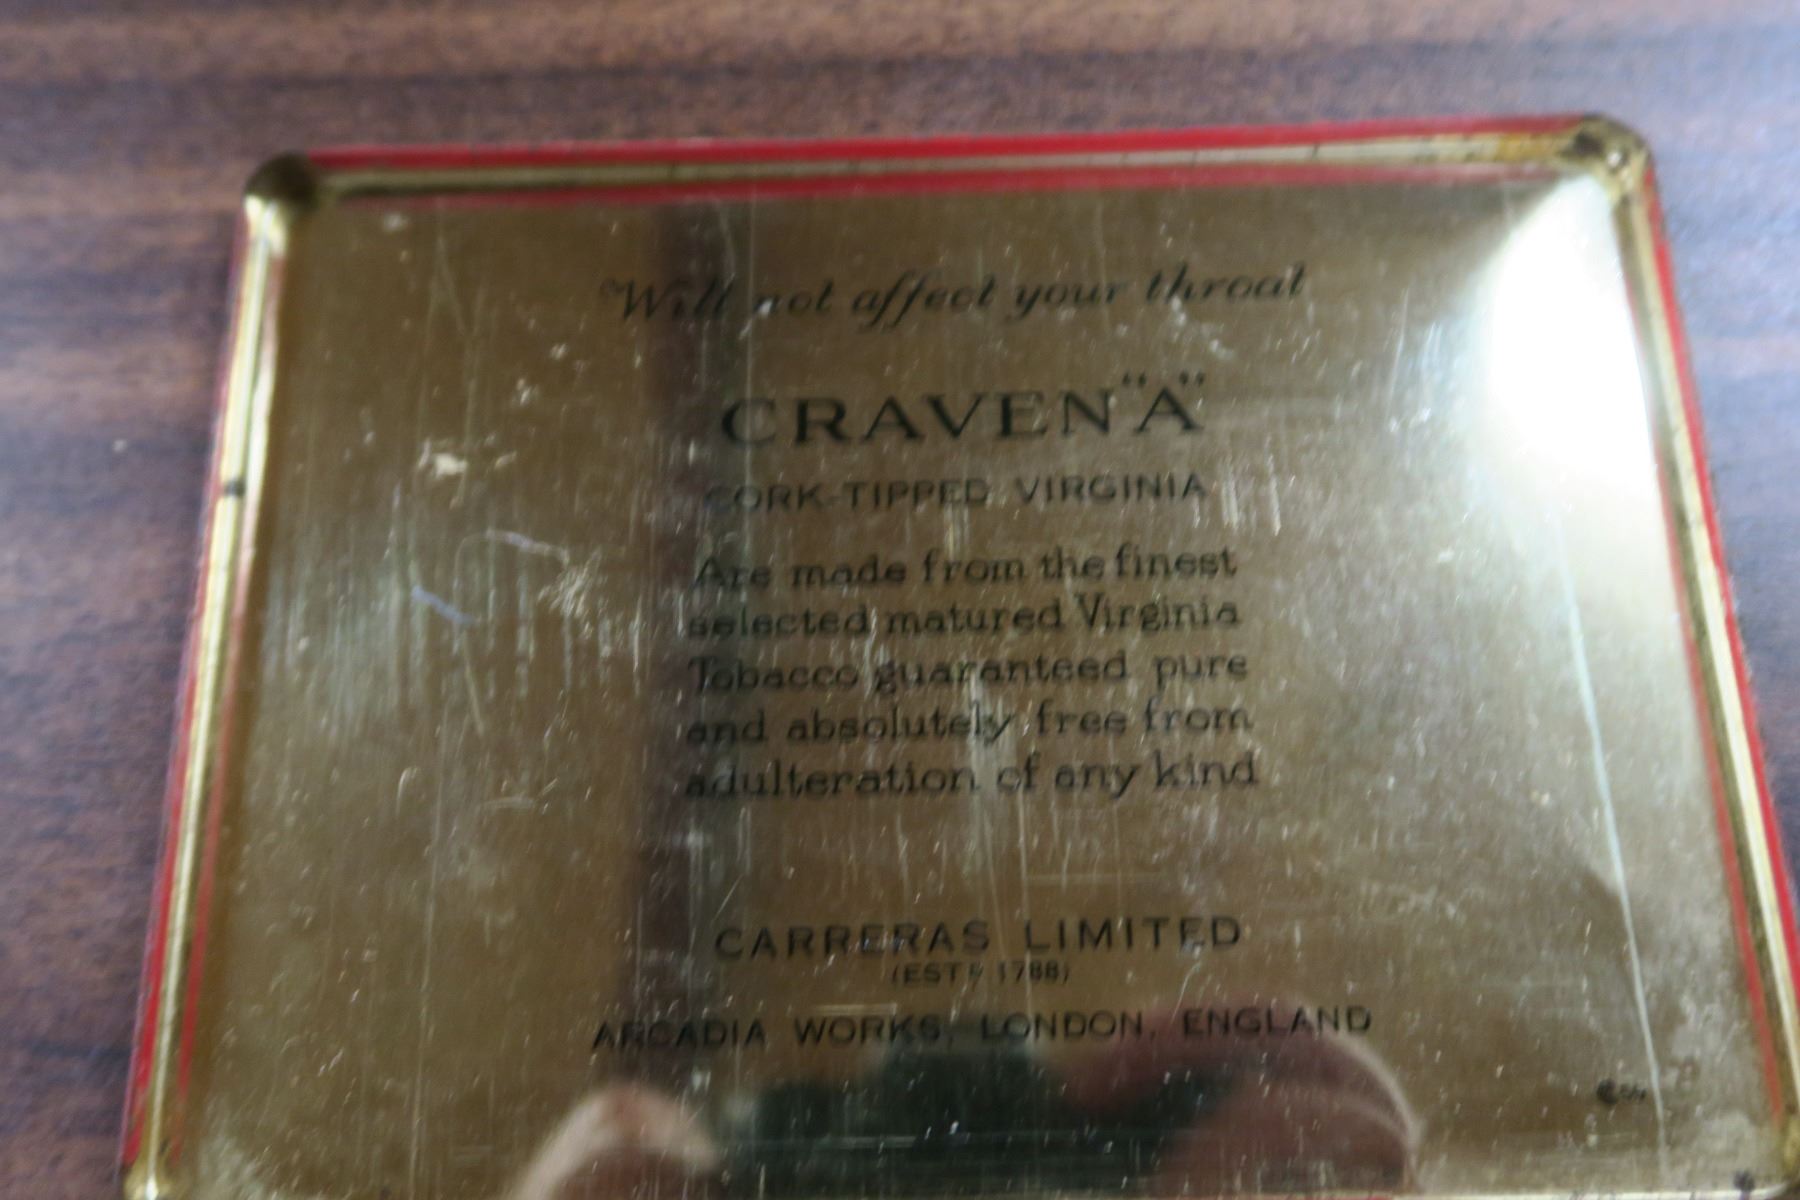 Will not affect your throat
CRAVEN "A"
CORK-TIPPED VIRGINIA
Are made from the finest
selected matured Virginia
Tobacco guaranteed pure
and absolutely free from
adulteration of any kind
CARRERAS LIMITED
(ESTD 1788)
ARCADIA WORKS, LONDON, ENGLAND